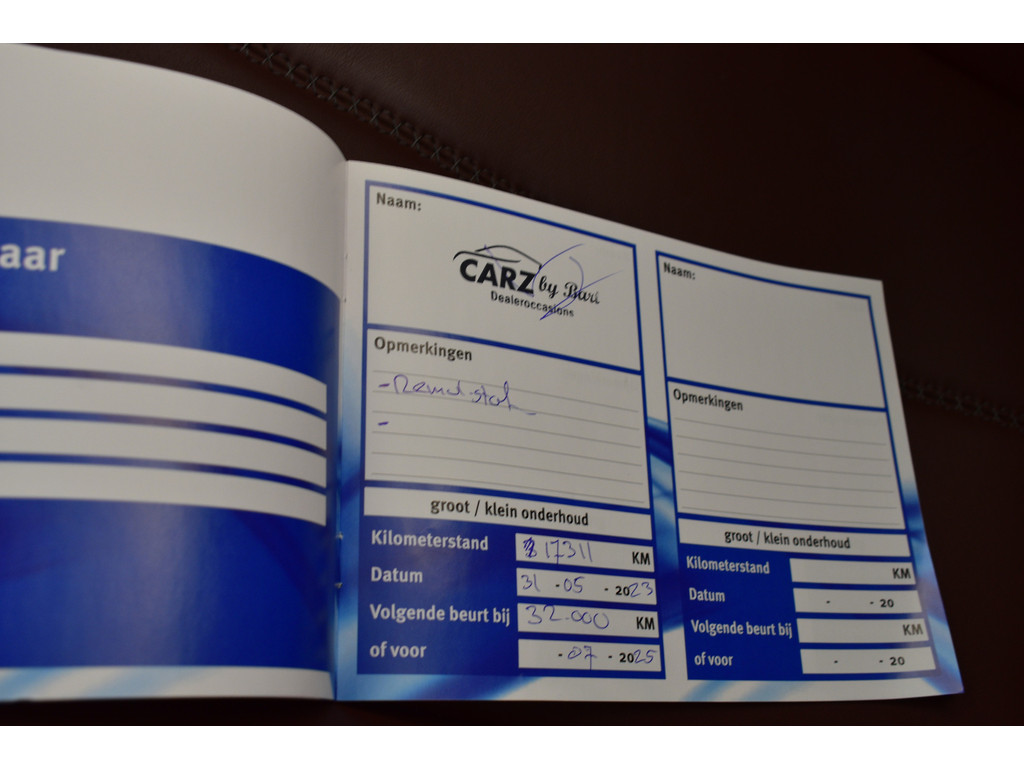 aar
Naam:
CARZ by Bari
Dealeroccasions
Opmerkingen
-
-
groot / klein onderhoud
Kilometerstand 17311 KM
Datum 31 - 05 - 2023
Volgende beurt bij 32.000 KM
of voor - 07 - 2025
Naam:
Opmerkingen
groot / klein onderhoud
Kilometerstand KM
Datum - - 20
Volgende beurt bij KM
of voor - - 20